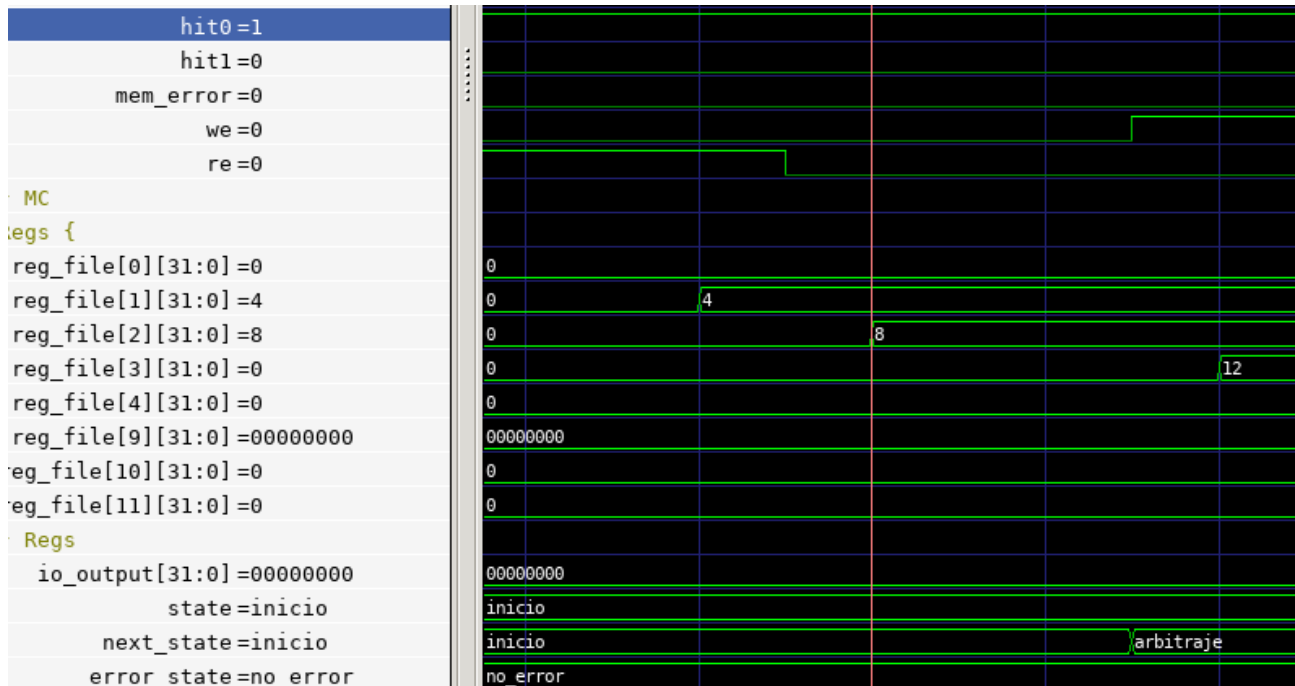 hit0=1
hit1=0
mem_error=0
we=0
re=0
MC
Regs {
reg_file[0][31:0]=0 0
reg_file[1][31:0]=4 0 4
reg_file[2][31:0]=8 0 8
reg_file[3][31:0]=0 0 12
reg_file[4][31:0]=0 0
reg_file[9][31:0]=00000000 00000000
reg_file[10][31:0]=0 0
reg_file[11][31:0]=0 0
Regs
io_output[31:0]=00000000 00000000
state=inicio inicio
next_state=inicio inicio arbitraje
error_state=no_error no_error